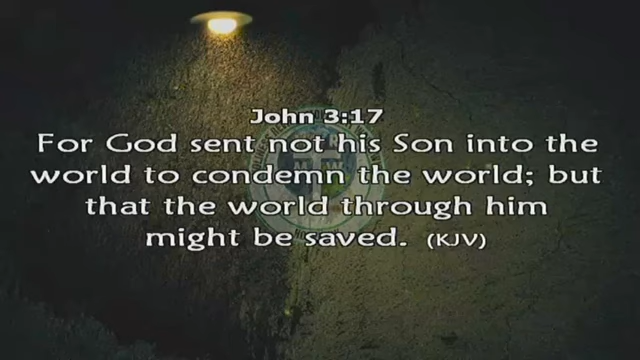 John 3:17
For God sent not his Son into the
world to condemn the world; but
that the world through him
might be saved. (KJV)